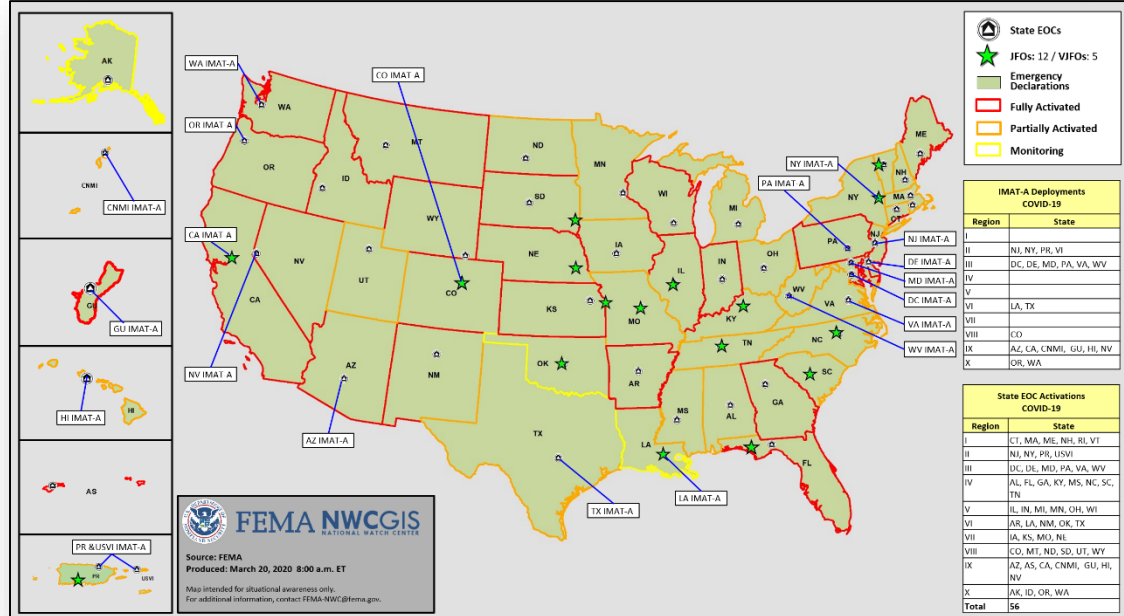 AK
CNMI
CNMI IMAT-A
GU
GU IMAT-A
HI
HI IMAT-A
AS
PR &USVI IMAT-A
PR
USVI
WA IMAT-A
CO IMAT A
OR IMAT A
CA IMAT A
NV IMAT A
AZ IMAT-A
TX IMAT-A
LA IMAT-A
NY IMAT-A
PA IMAT A
NJ IMAT-A
DE IMAT-A
MD IMAT-A
DC IMAT-A
VA IMAT-A
WV IMAT-A
WA
MT
ND
MN
ME
OR
ID
SD
WI
NY
NH
MA
CT
WY
MI
PA
NJ
NV
NE
IA
IL
IN
OH
UT
CO
WV
VA
CA
KS
MO
KY
AZ
NM
OK
AR
TN
NC
SC
TX
LA
MS
AL
GA
FL
State EOCs
JFOs: 12 / VJFOs: 5
Emergency
Declarations
Fully Activated
Partially Activated
Monitoring
IMAT-A Deployments
COVID-19
Region State
I
II NJ, NY, PR, VI
III DC, DE, MD, PA, VA, WV
IV
V
VI LA, TX
VII
VIII CO
IX AZ, CA, CNMI, GU, HI, NV
X OR, WA
State EOC Activations
COVID-19
Region State
I CT, MA, ME, NH, RI, VT
II NJ, NY, PR, USVI
III DC, DE, MD, PA, VA, WV
IV AL, FL, GA, KY, MS, NC, SC,
TN
V IL, IN, MI, MN, OH, WI
VI AR, LA, NM, OK, TX
VII IA, KS, MO, NE
VIII CO, MT, ND, SD, UT, WY
IX AZ, AS, CA, CNMI, GU, HI,
NV
X AK, ID, OR, WA
Total 56
FEMA NWCGIS
NATIONAL WATCH CENTER
Source: FEMA
Produced: March 20, 2020 8:00 a.m. ET
Map intended for situational awareness only.
For additional information, contact FEMA-NWC@fema.gov.